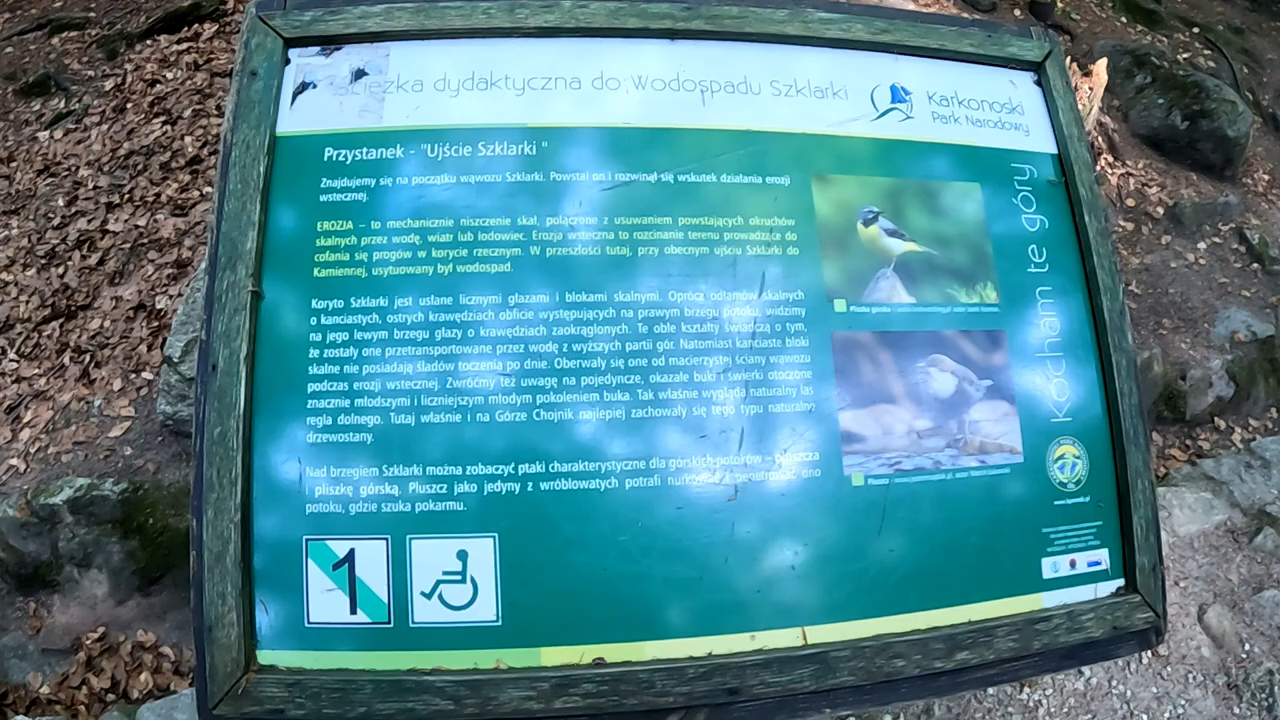 Ścieżka dydaktyczna do Wodospadu Szklarki
Karkonoski
Park Narodowy
Przystanek - "Ujście Szklarki "
Znajdujemy się na początku wąwozu Szklarki. Powstał on i rozwinął się wskutek działania erozji
wstecznej.
EROZJA – to mechanicznie niszczenie skał, połączone z usuwaniem powstających okruchów
skalnych przez wodę, wiatr lub lodowiec. Erozja wsteczna to rozcinanie terenu prowadzące do
cofania się progów w korycie rzecznym. W przeszłości tutaj, przy obecnym ujściu Szklarki do
Kamiennej, usytuowany był wodospad.
Koryto Szklarki jest usłane licznymi głazami i blokami skalnymi. Oprócz odłamów skalnych
o kanciastych, ostrych krawędziach obficie występujących na prawym brzegu potoku, widzimy
na jego lewym brzegu głazy o krawędziach zaokrąglonych. Te obłe kształty świadczą o tym,
że zostały one przetransportowane przez wodę z wyższych partii gór. Natomiast kanciaste bloki
skalne nie posiadają śladów toczenia po dnie. Oberwały się one od macierzystej ściany wąwozu
podczas erozji wstecznej. Zwróćmy też uwagę na pojedyncze, okazałe buki i świerki otoczone
znacznie młodszymi i liczniejszym młodym pokoleniem buka. Tak właśnie wygląda naturalny las
regla dolnego. Tutaj właśnie i na Górze Chojnik najlepiej zachowały się tego typu naturalne
drzewostany.
Nad brzegiem Szklarki można zobaczyć ptaki charakterystyczne dla górskich potoków – pluszcza
i pliszkę górską. Pluszcz jako jedyny z wróblowatych potrafi nurkować i penetrować dno
potoku, gdzie szuka pokarmu.
1
Pliszka górska
Pluszcz
Kocham te góry